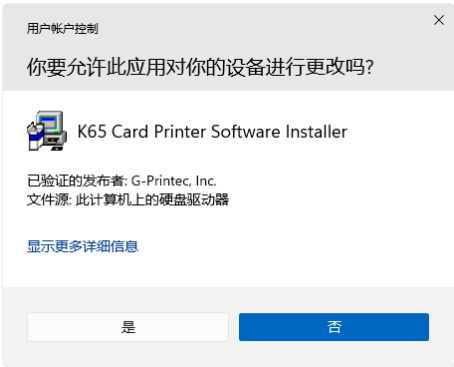 用户帐户控制
你要允许此应用对你的设备进行更改吗?
K65 Card Printer Software Installer
已验证的发布者: G-Printec, Inc.
文件源: 此计算机上的硬盘驱动器
显示更多详细信息
是
否